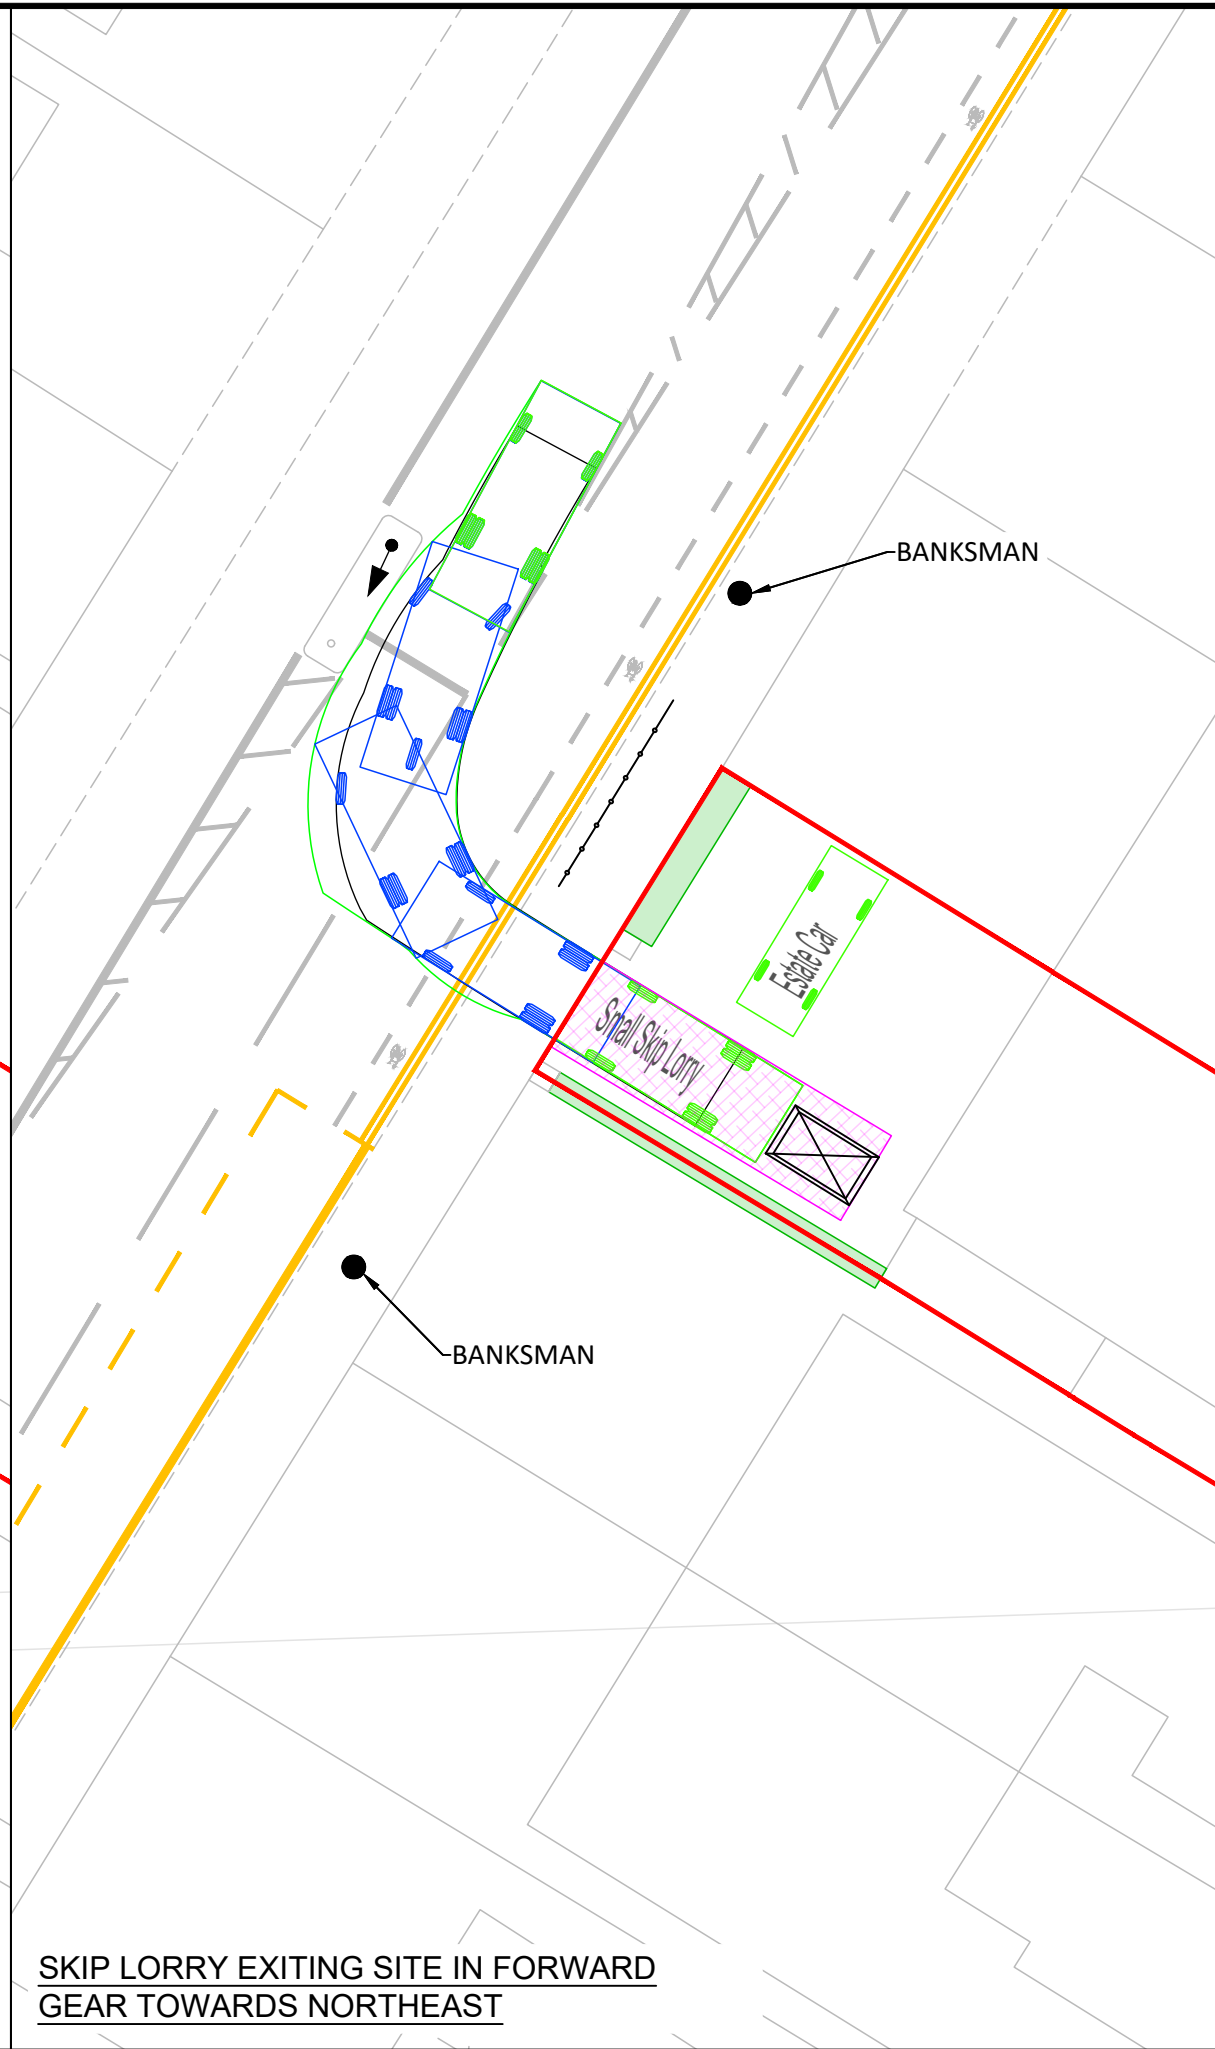 BANKSMAN
Estate Car
Small Skip Lorry
BANKSMAN
SKIP LORRY EXITING SITE IN FORWARD
GEAR TOWARDS NORTHEAST